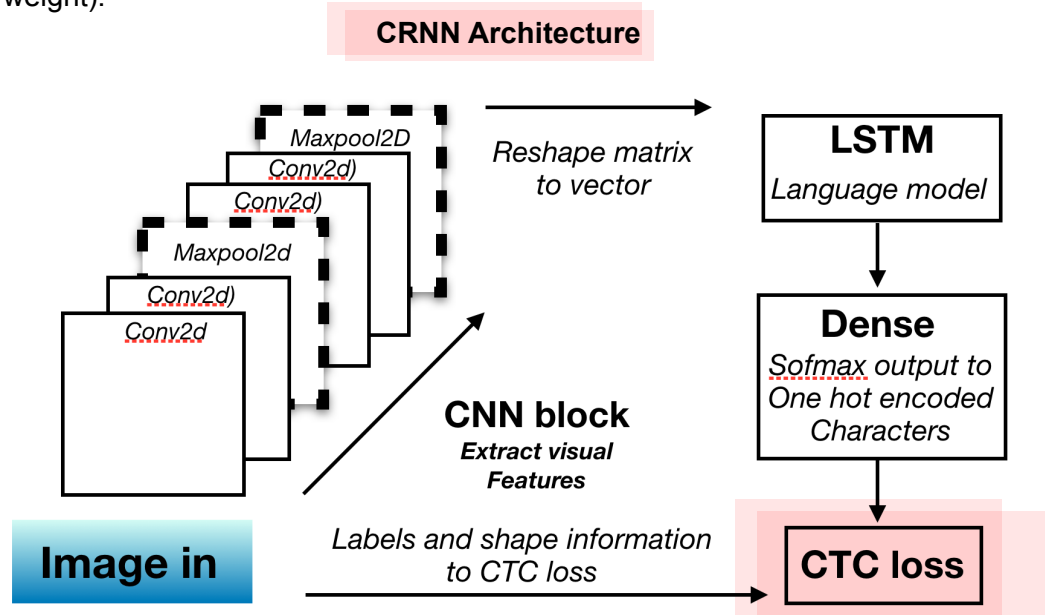 weight).
CRNN Architecture
Maxpool2D
Conv2d)
Conv2d)
Maxpool2d
Conv2d)
Conv2d
Reshape matrix
to vector
LSTM
Language model
Dense
Sofmax output to
One hot encoded
Characters
CNN block
Extract visual
Features
Image in
Labels and shape information
to CTC loss
CTC loss